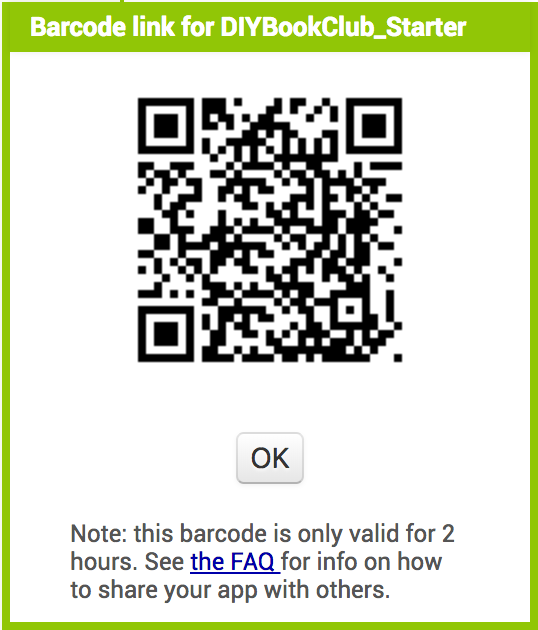 Barcode link for DIYBookClub_Starter
OK
Note: this barcode is only valid for 2
hours. See the FAQ for info on how
to share your app with others.